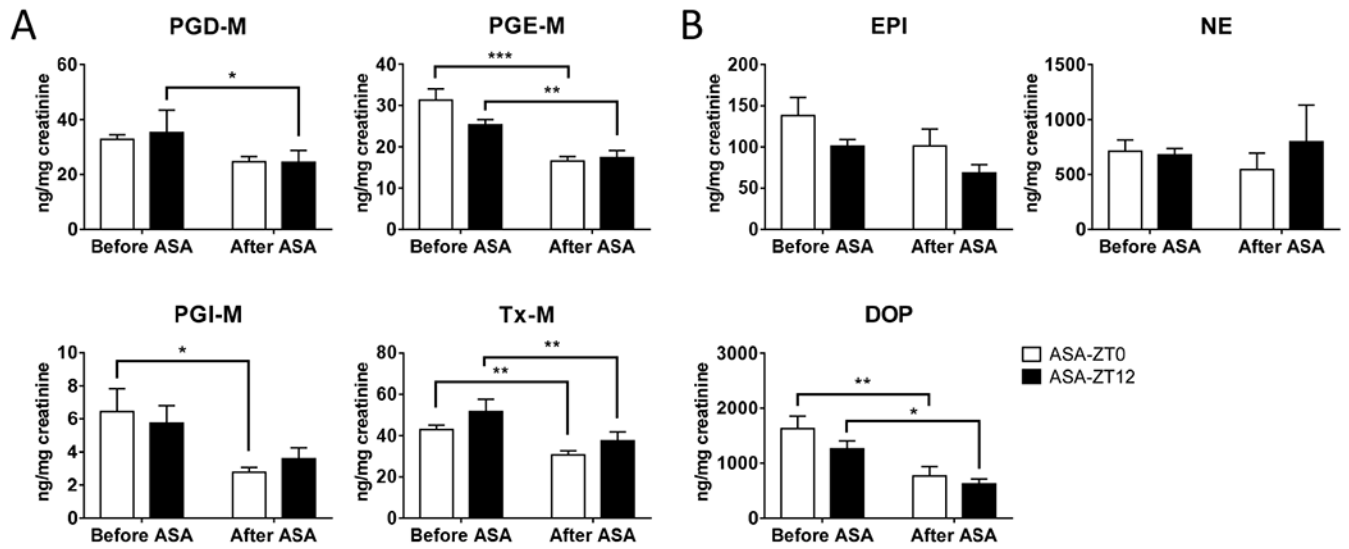 A
PGD-M
ng/mg creatinine
60
40
20
0
*
Before ASA
After ASA
PGE-M
ng/mg creatinine
40
30
20
10
0
***
**
Before ASA
After ASA
B
EPI
ng/mg creatinine
200
150
100
50
0
Before ASA
After ASA
NE
ng/mg creatinine
1500
1000
500
0
Before ASA
After ASA
PGI-M
ng/mg creatinine
8
6
4
2
0
*
Before ASA
After ASA
Tx-M
ng/mg creatinine
80
60
40
20
0
**
**
Before ASA
After ASA
DOP
ng/mg creatinine
3000
2000
1000
0
**
*
Before ASA
After ASA
ASA-ZT0
ASA-ZT12